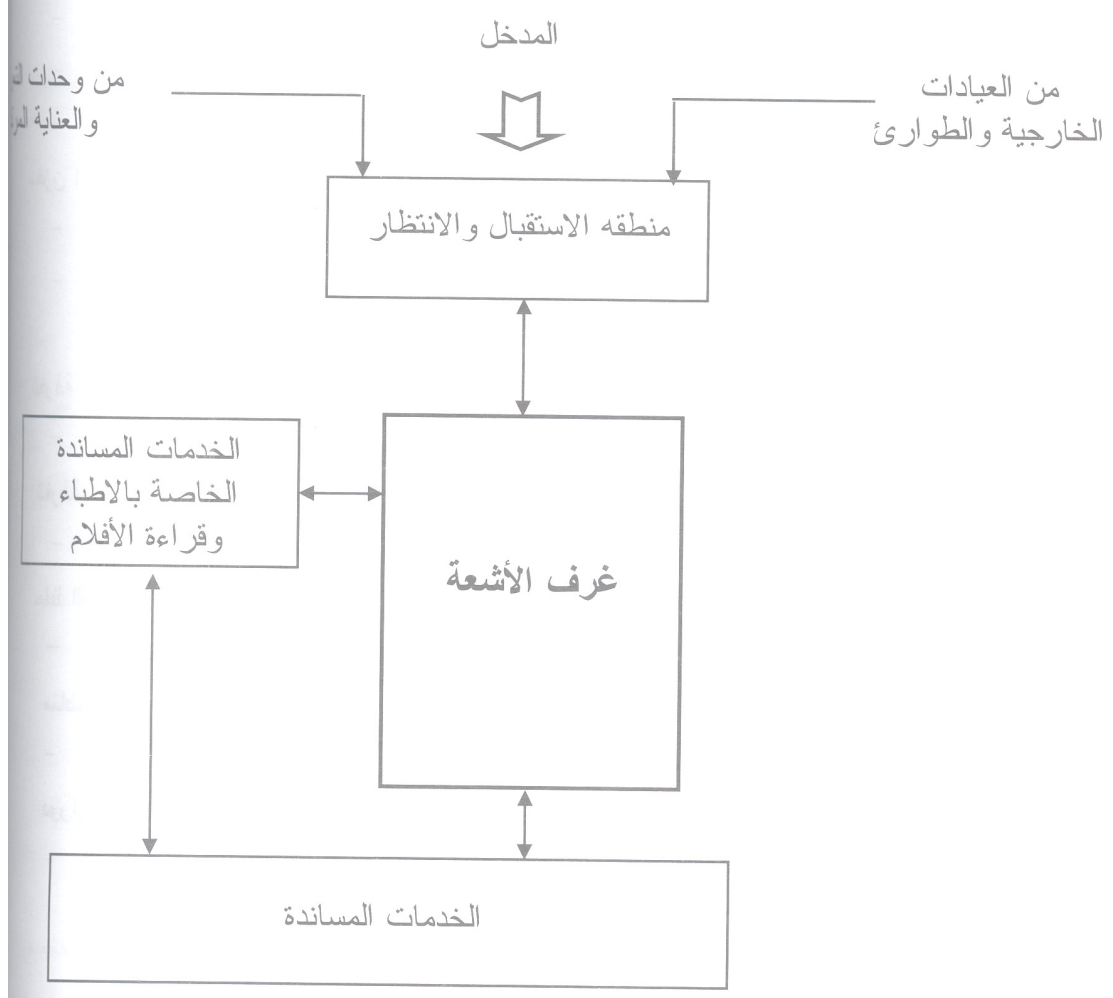 المدخل
من العيادات
الخارجية والطوارئ
من وحدات
والعناية
منطقه الاستقبال والانتظار
الخدمات المساندة
الخاصة بالاطباء
وقراءة الأفلام
غرف الأشعة
الخدمات المساندة